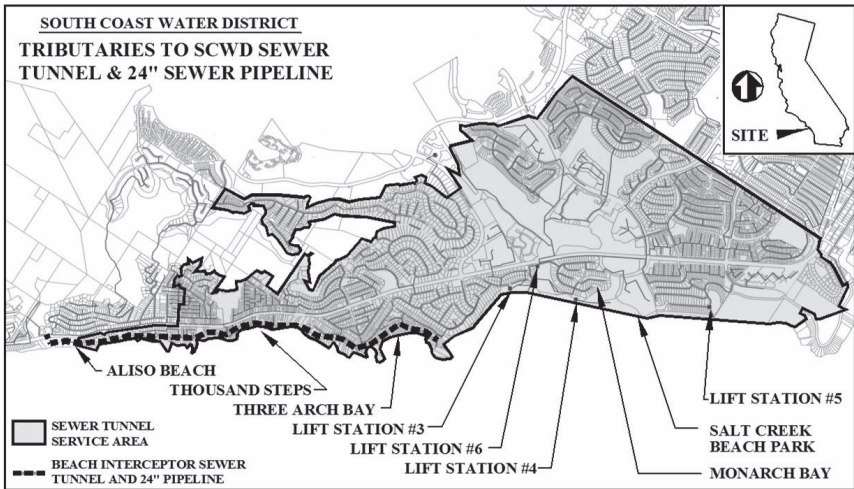 SOUTH COAST WATER DISTRICT
TRIBUTARIES TO SCWD SEWER
TUNNEL & 24" SEWER PIPELINE
SITE
ALISO BEACH
THOUSAND STEPS
THREE ARCH BAY
LIFT STATION #3
LIFT STATION #6
LIFT STATION #4
LIFT STATION #5
SALT CREEK
BEACH PARK
MONARCH BAY
SEWER TUNNEL
SERVICE AREA
BEACH INTERCEPTOR SEWER
TUNNEL AND 24" PIPELINE